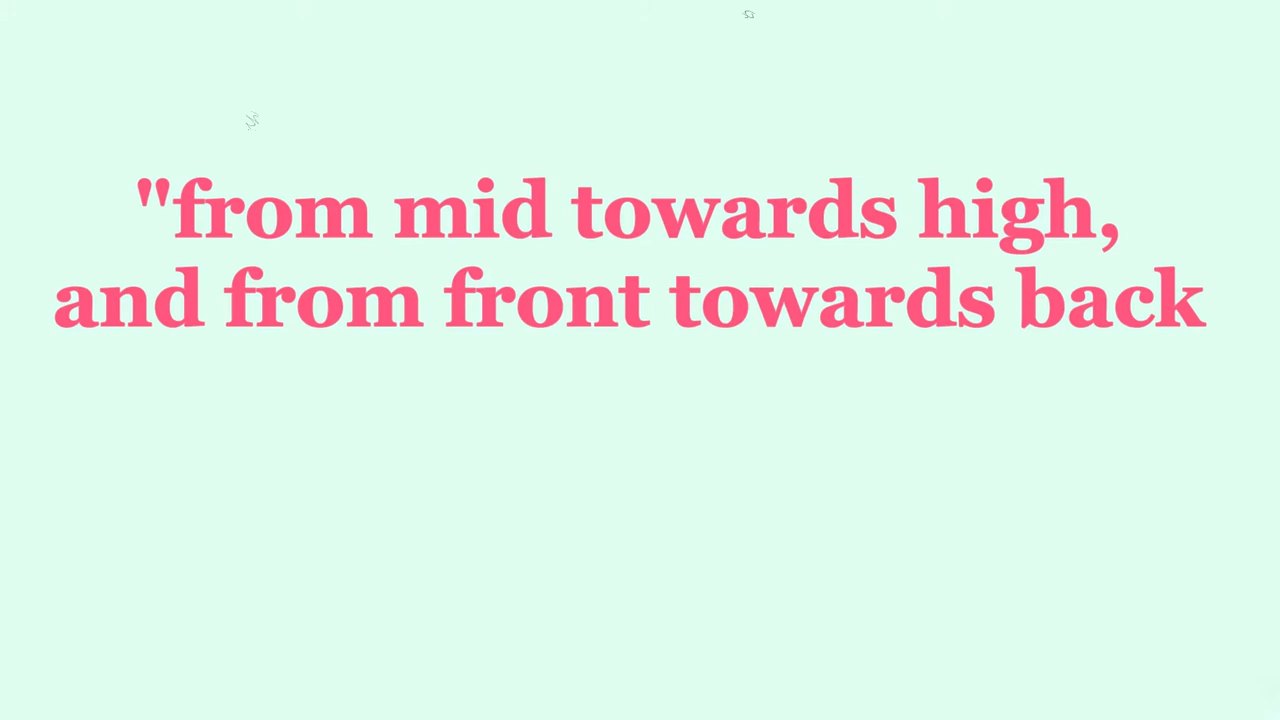 "from mid towards high,
and from front towards back